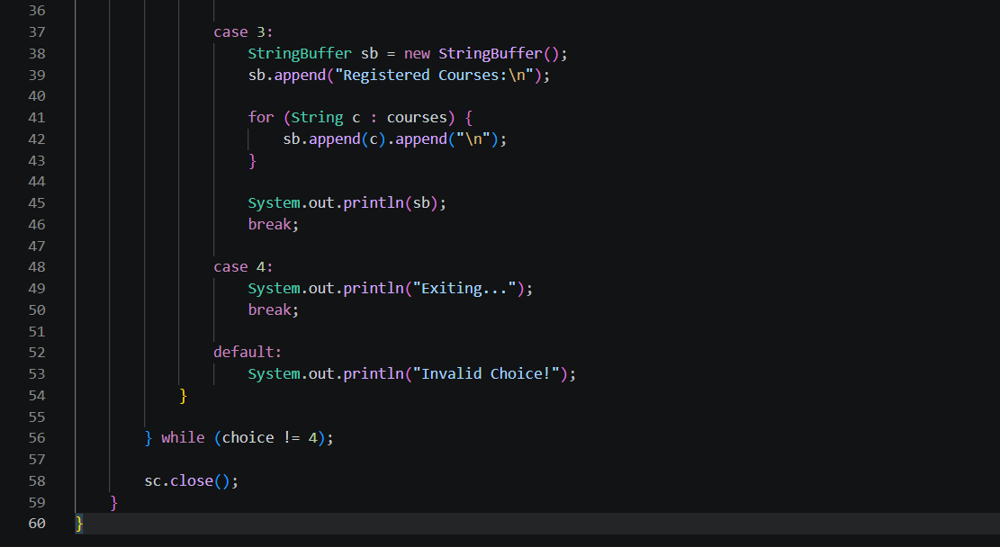 36
37 case 3:
38 StringBuffer sb = new StringBuffer();
39 sb.append("Registered Courses:\n");
40
41 for (String c : courses) {
42 sb.append(c).append("\n");
43 }
44
45 System.out.println(sb);
46 break;
47
48 case 4:
49 System.out.println("Exiting...");
50 break;
51
52 default:
53 System.out.println("Invalid Choice!");
54 }
55
56 } while (choice != 4);
57
58 sc.close();
59 }
60 }